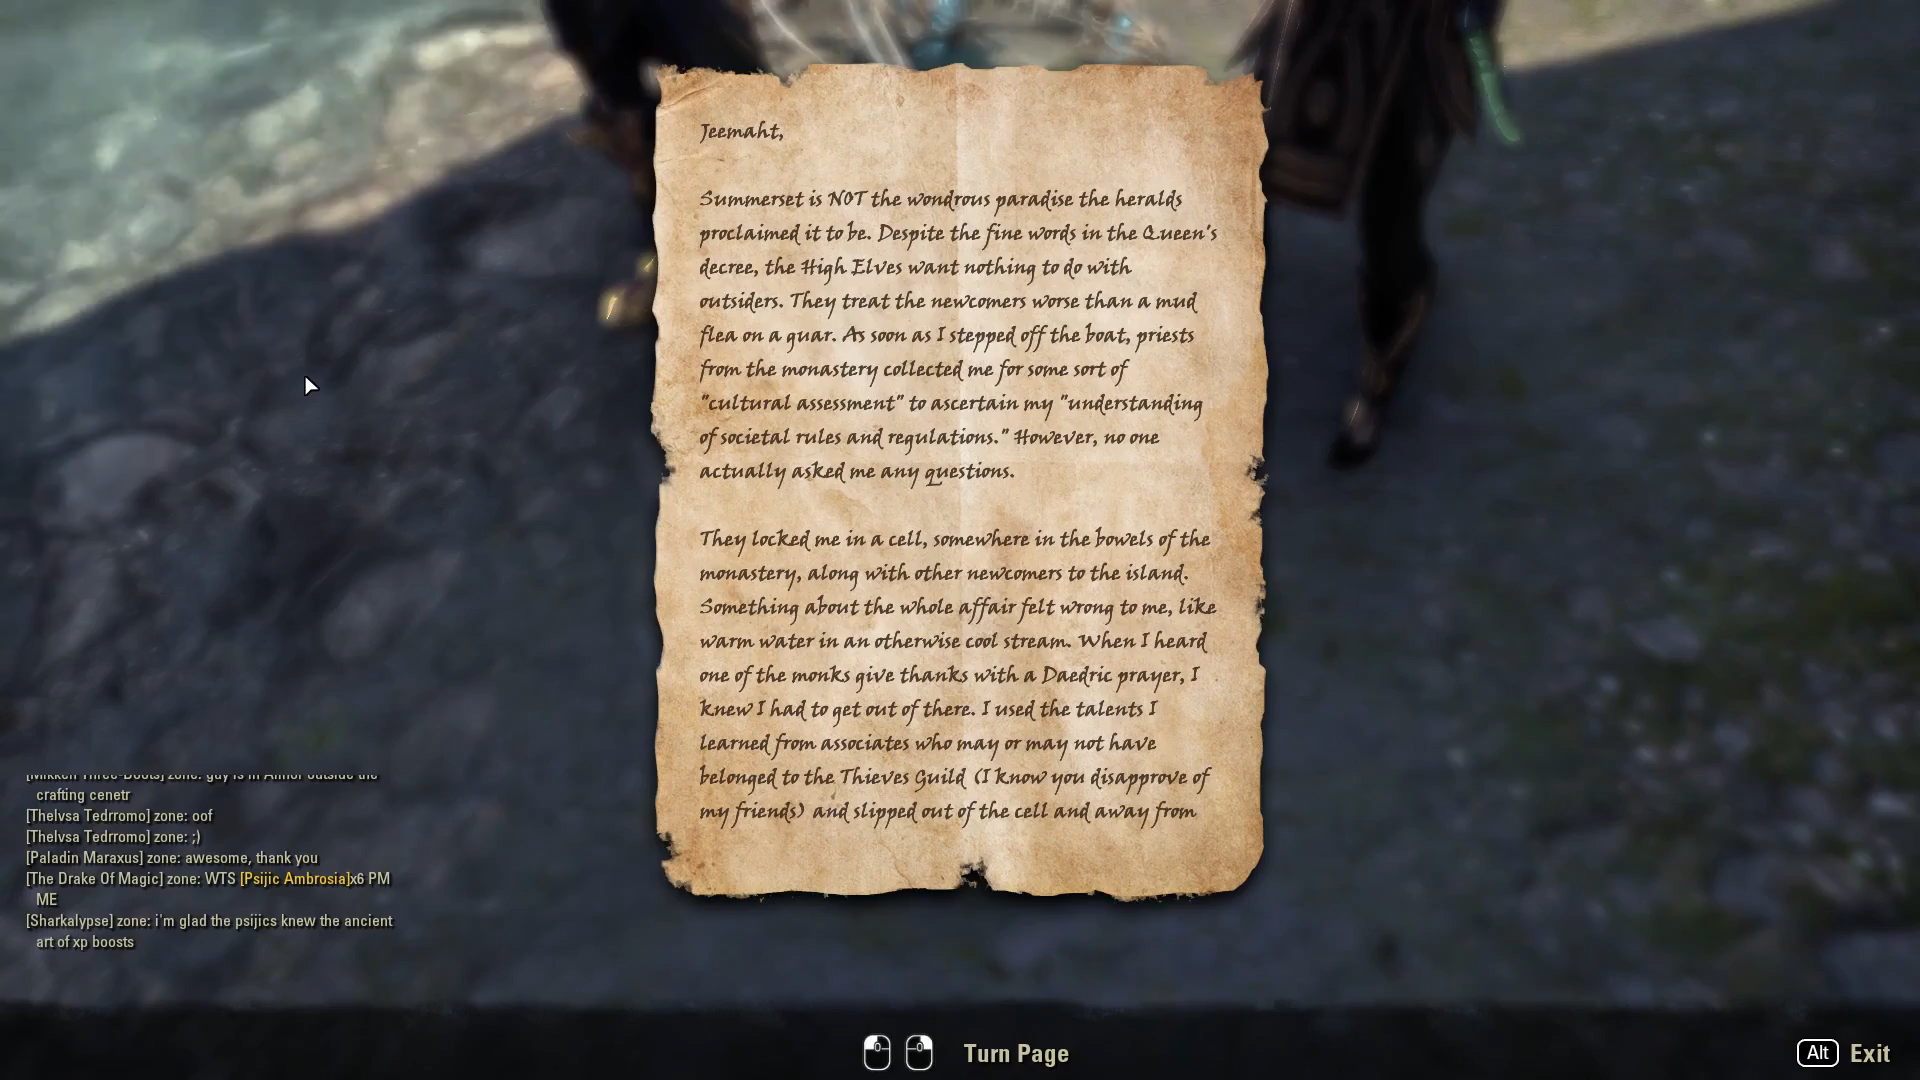 Jeemaht,
Summerset is NOT the wondrous paradise the heralds
proclaimed it to be. Despite the fine words in the Queen's
decree, the High Elves want nothing to do with
outsiders. They treat the newcomers worse than a mud
flea on a guar. As soon as I stepped off the boat, priests
from the monastery collected me for some sort of
"cultural assessment" to ascertain my "understanding
of societal rules and regulations." However, no one
actually asked me any questions.
They locked me in a cell, somewhere in the bowels of the
monastery, along with other newcomers to the island.
Something about the whole affair felt wrong to me, like
warm water in an otherwise cool stream. When I heard
one of the monks give thanks with a Daedric prayer, I
knew I had to get out of there. I used the talents I
learned from associates who may or may not have
belonged to the Thieves Guild (I know you disapprove of
my friends) and slipped out of the cell and away from
[Mikken Three-Boots] zone: guy is in Alinor outside the
crafting cenetr
[Thelvsa Tedrromo] zone: oof
[Thelvsa Tedrromo] zone: ;)
[Paladin Maraxus] zone: awesome, thank you
[The Drake Of Magic] zone: WTS [Psijic Ambrosia]x6 PM
ME
[Sharkalypse] zone: i'm glad the psijics knew the ancient
art of xp boosts
Turn Page
Alt Exit